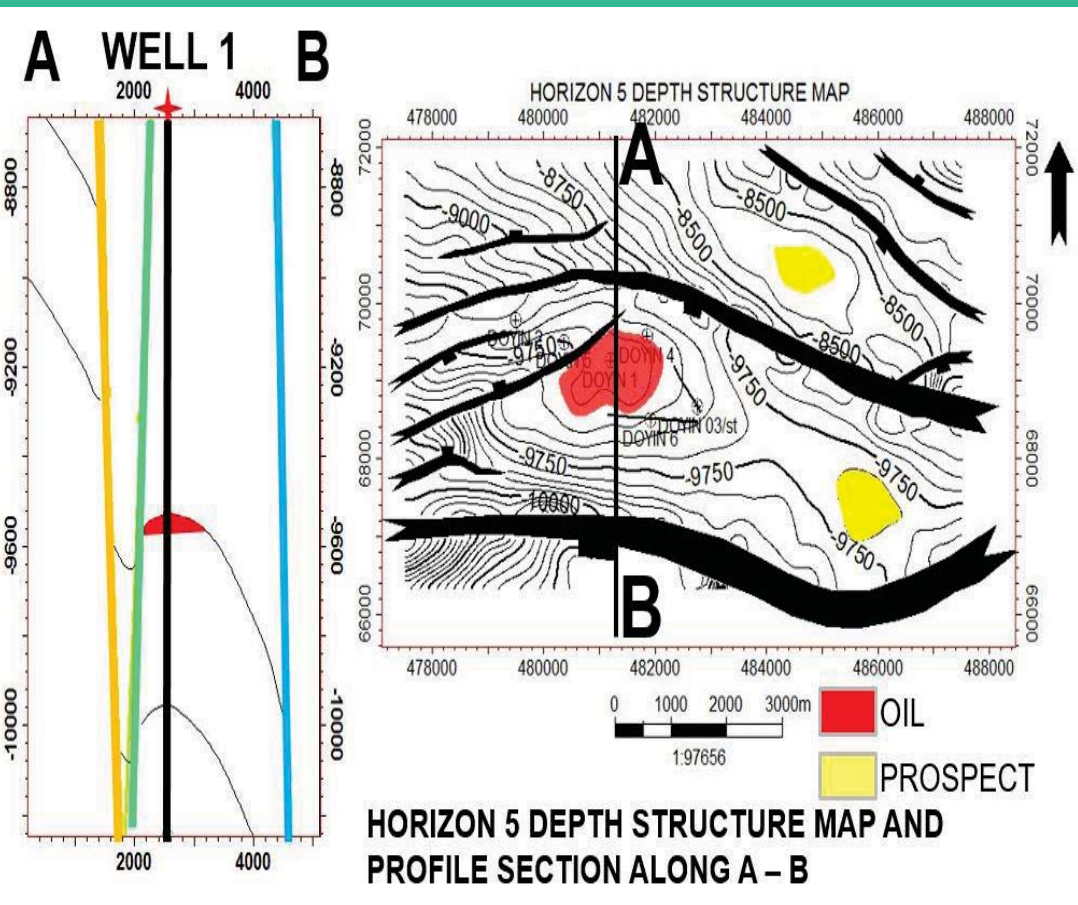 A WELL 1 B
2000 4000
-8800 -8800
-9200 -9200
-9600 -9600
-10000 -10000
2000 4000
HORIZON 5 DEPTH STRUCTURE MAP
478000 480000 482000 484000 486000 488000
72000 72000
70000 70000
68000 68000
66000 66000
A
-8750
-9000
-8500
-8500
-8500
-8500
-9750
DOYIN 4
DOYIN 1
-9750
DOYIN 03/st
DOYIN 6
-9750
-9750
-9750
-10000
-9750
B
478000 480000 482000 484000 486000 488000
0 1000 2000 3000m
1:97656
OIL
PROSPECT
HORIZON 5 DEPTH STRUCTURE MAP AND
PROFILE SECTION ALONG A – B